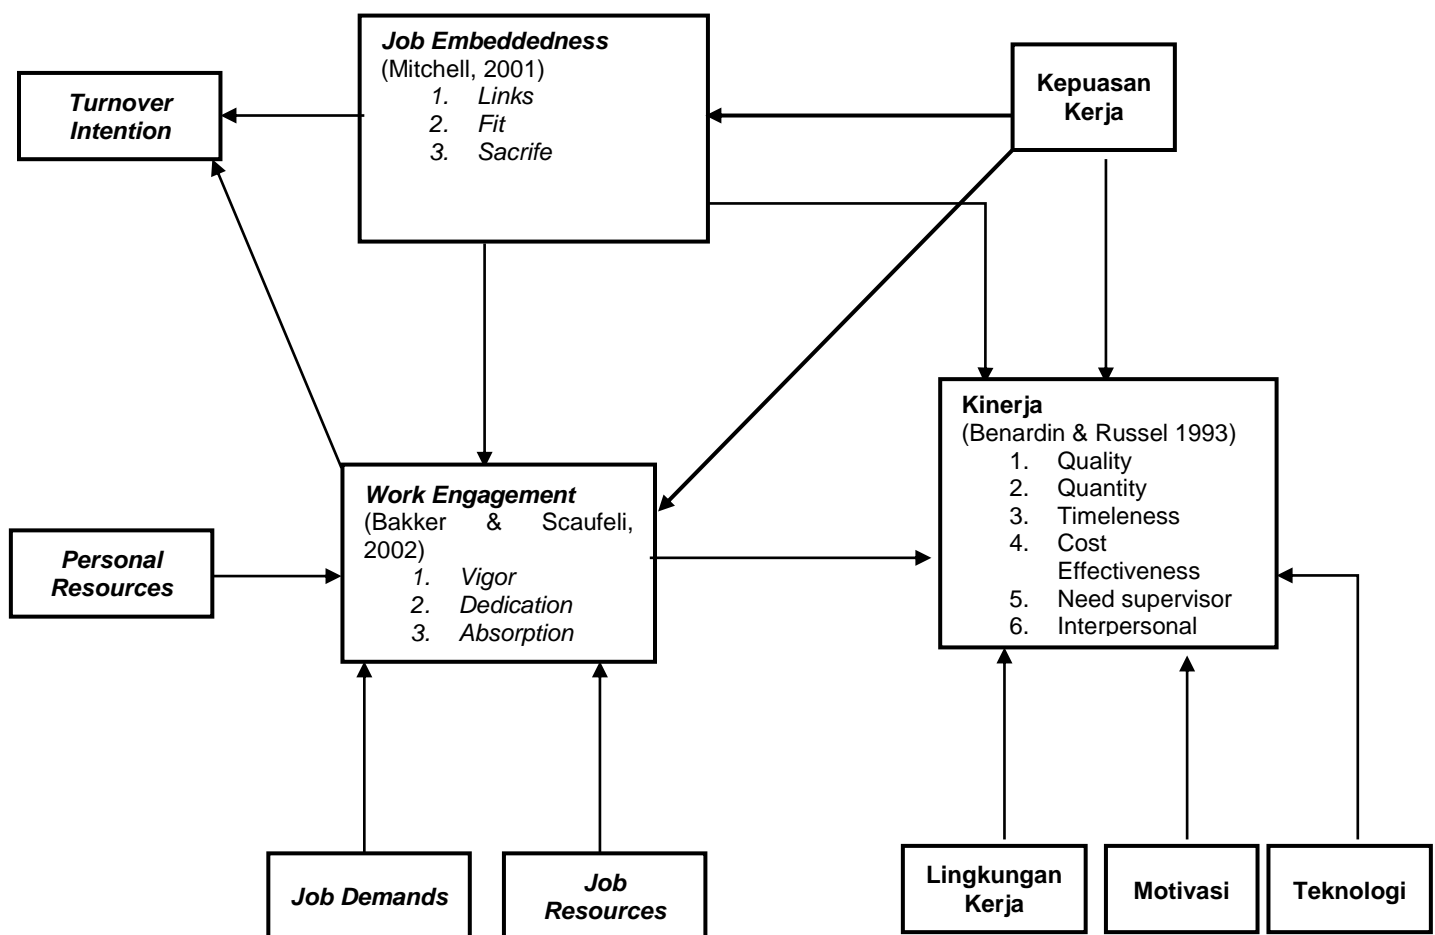 Job Embeddedness
(Mitchell, 2001)
1. Links
2. Fit
3. Sacrife
Kepuasan
Kerja
Turnover
Intention
Kinerja
(Benardin & Russel 1993)
1. Quality
2. Quantity
3. Timeleness
4. Cost
Effectiveness
5. Need supervisor
6. Interpersonal
Work Engagement
(Bakker & Scaufeli,
2002)
1. Vigor
2. Dedication
3. Absorption
Personal
Resources
Job Demands
Job
Resources
Lingkungan
Kerja
Motivasi
Teknologi